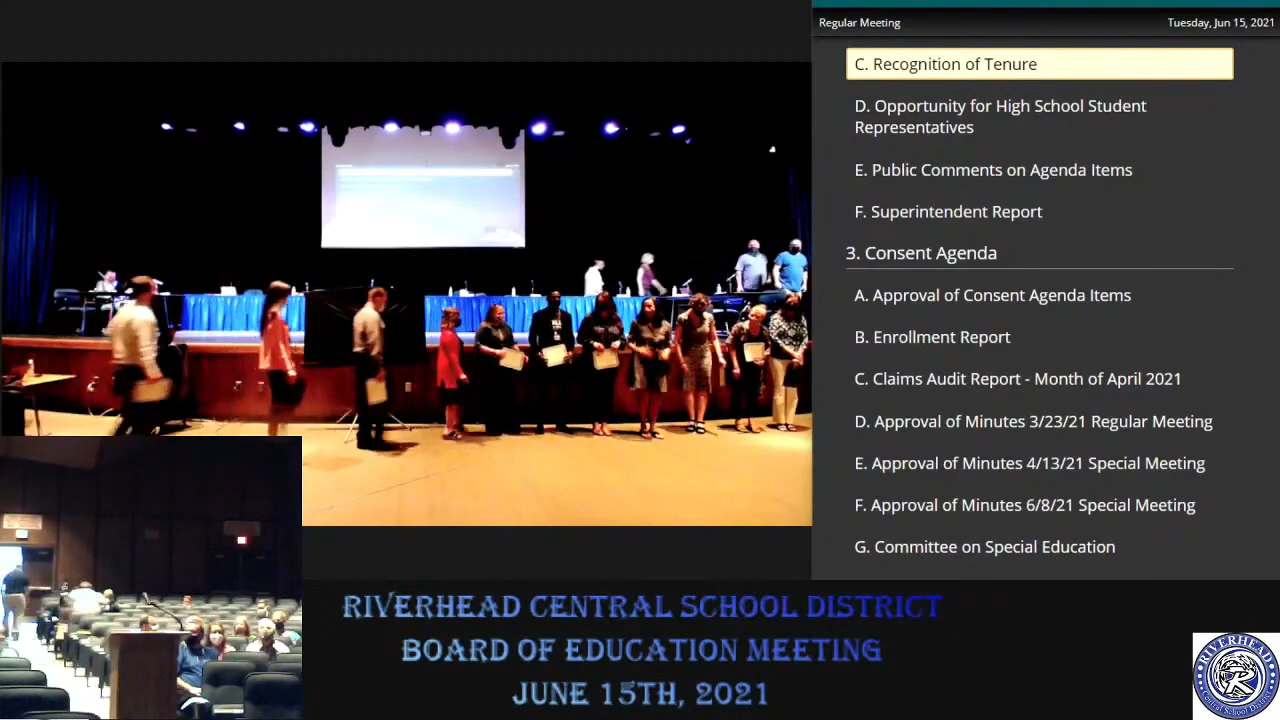 Regular Meeting
Tuesday, Jun 15, 2021
C. Recognition of Tenure
D. Opportunity for High School Student
Representatives
E. Public Comments on Agenda Items
F. Superintendent Report
3. Consent Agenda
A. Approval of Consent Agenda Items
B. Enrollment Report
C. Claims Audit Report - Month of April 2021
D. Approval of Minutes 3/23/21 Regular Meeting
E. Approval of Minutes 4/13/21 Special Meeting
F. Approval of Minutes 6/8/21 Special Meeting
G. Committee on Special Education
RIVERHEAD CENTRAL SCHOOL DISTRICT
BOARD OF EDUCATION MEETING
JUNE 15TH, 2021
RIVERHEAD
R
Central School District